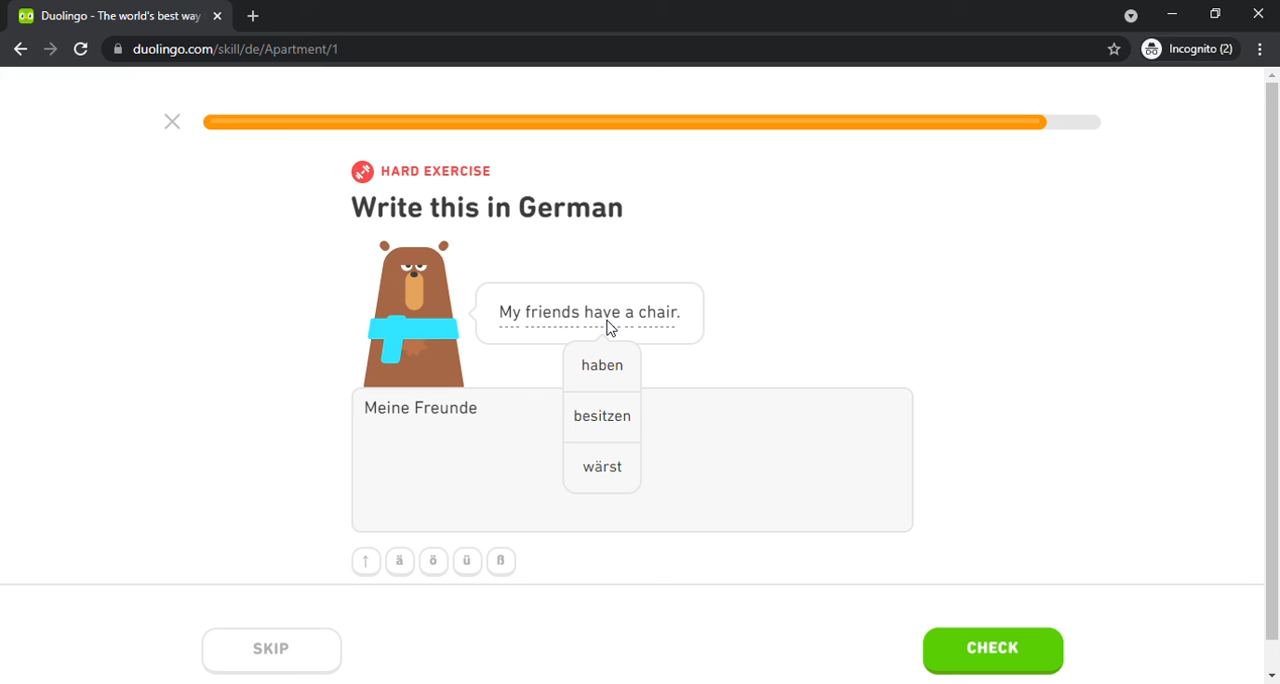 Duolingo - The world's best way
duolingo.com/skill/de/Apartment/1
Incognito (2)
HARD EXERCISE
Write this in German
My friends have a chair.
haben
besitzen
wärst
Meine Freunde
↑ ä ö ü ß
SKIP
CHECK